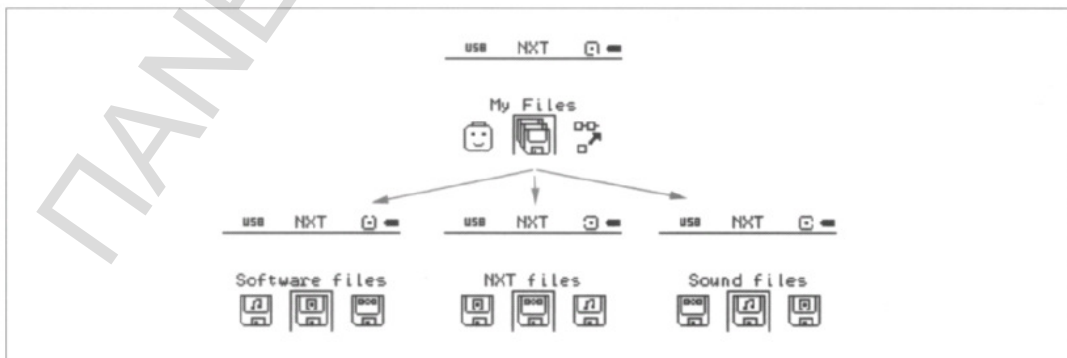 USB NXT
My Files
USB NXT
Software files
USB NXT
NXT files
USB NXT
Sound files